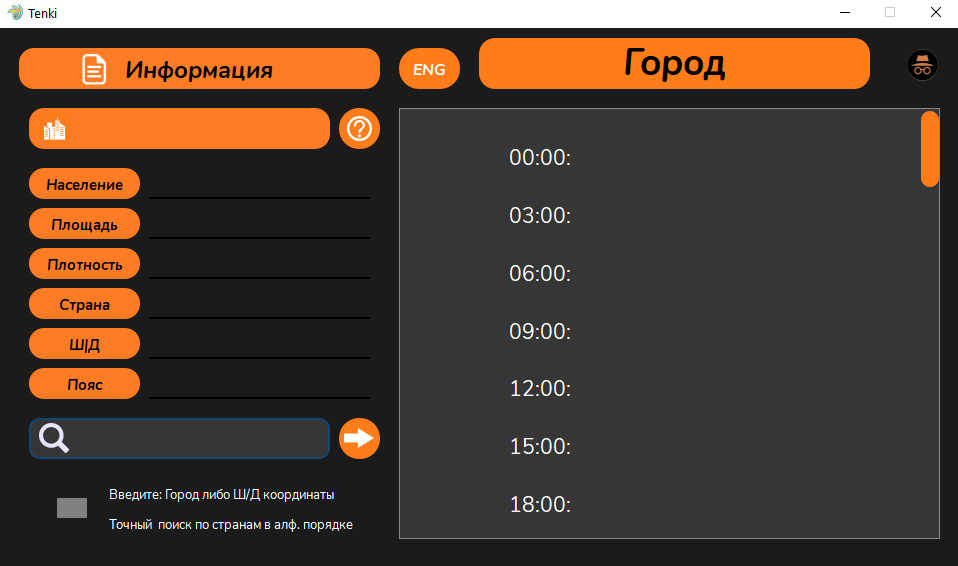 Tenki
Информация
ENG
Город
Население
Площадь
Плотность
Страна
Ш|Д
Пояс
Введите: Город либо Ш/Д координаты
Точный поиск по странам в алф. порядке
00:00:
03:00:
06:00:
09:00:
12:00:
15:00:
18:00: